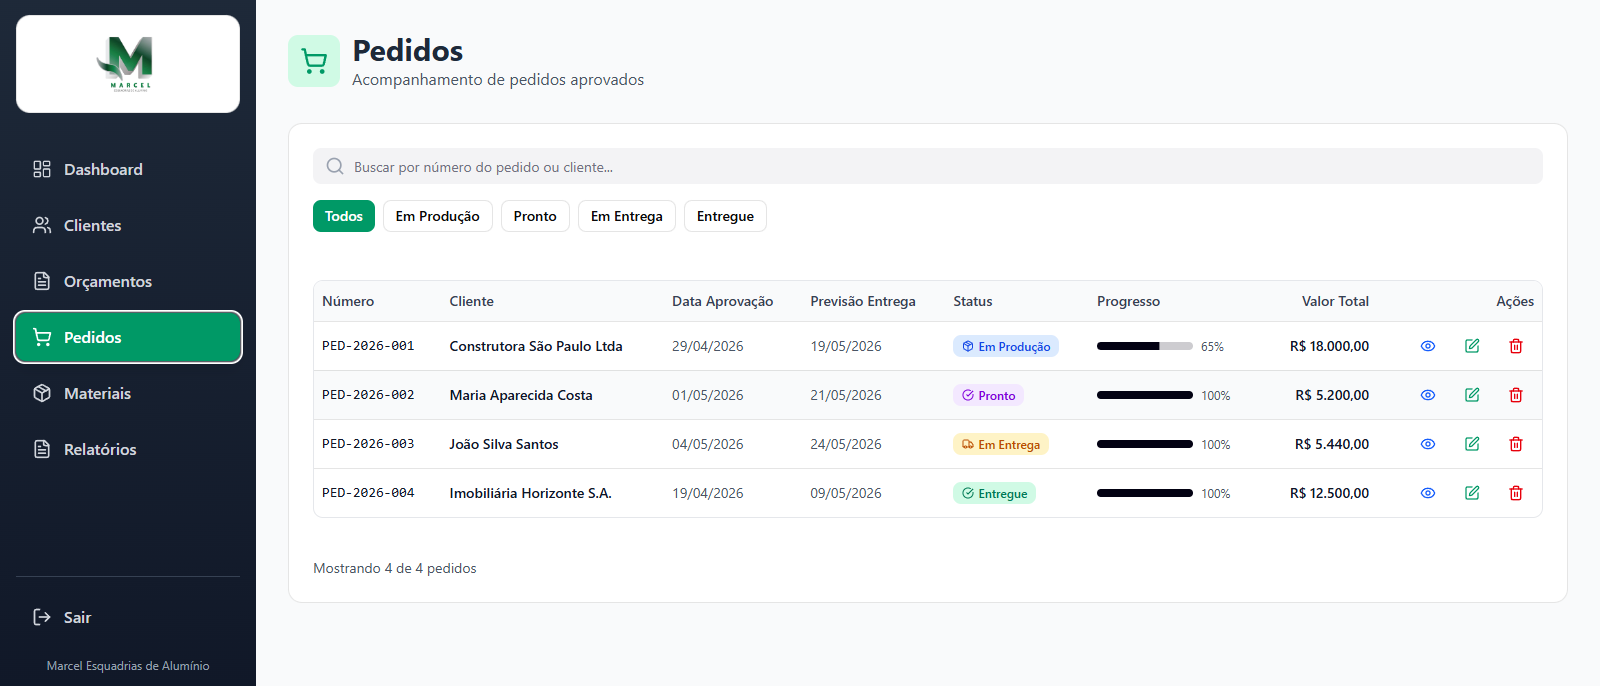 MARCEL
Dashboard
Clientes
Orçamentos
Pedidos
Materiais
Relatórios
Sair
Marcel Esquadrias de Alumínio
Pedidos
Acompanhamento de pedidos aprovados
Buscar por número do pedido ou cliente...
Todos Em Produção Pronto Em Entrega Entregue
Número Cliente Data Aprovação Previsão Entrega Status Progresso Valor Total Ações
PED-2026-001 Construtora São Paulo Ltda 29/04/2026 19/05/2026 Em Produção 65% R$ 18.000,00
PED-2026-002 Maria Aparecida Costa 01/05/2026 21/05/2026 Pronto 100% R$ 5.200,00
PED-2026-003 João Silva Santos 04/05/2026 24/05/2026 Em Entrega 100% R$ 5.440,00
PED-2026-004 Imobiliária Horizonte S.A. 19/04/2026 09/05/2026 Entregue 100% R$ 12.500,00
Mostrando 4 de 4 pedidos